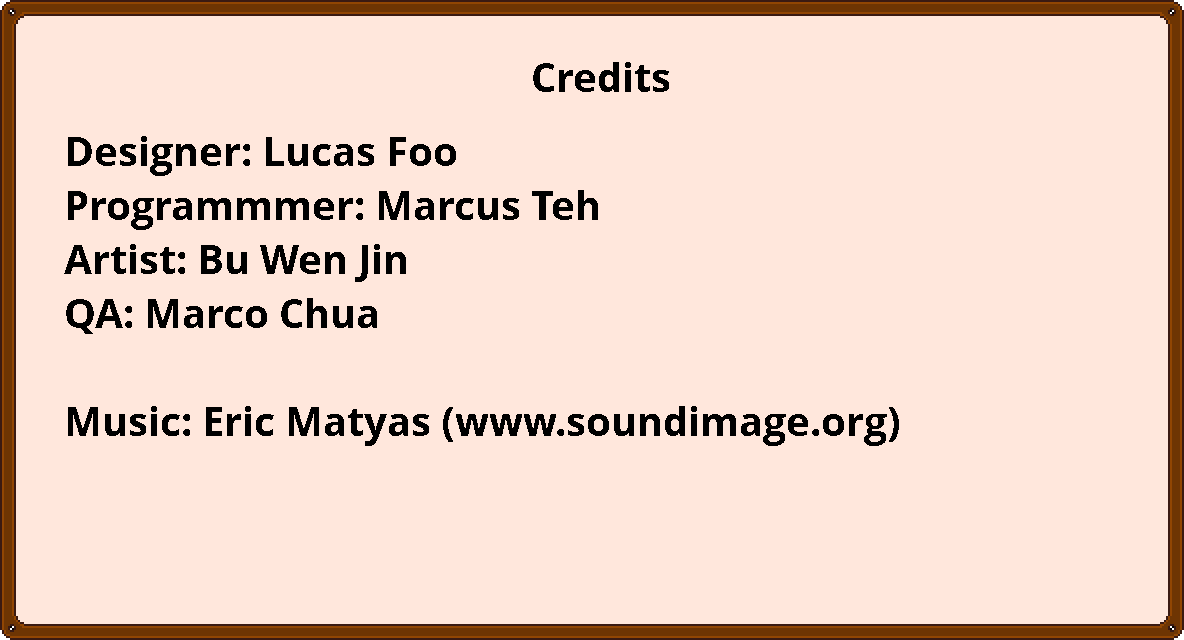 Credits
Designer: Lucas Foo
Programmmer: Marcus Teh
Artist: Bu Wen Jin
QA: Marco Chua
Music: Eric Matyas (www.soundimage.org)